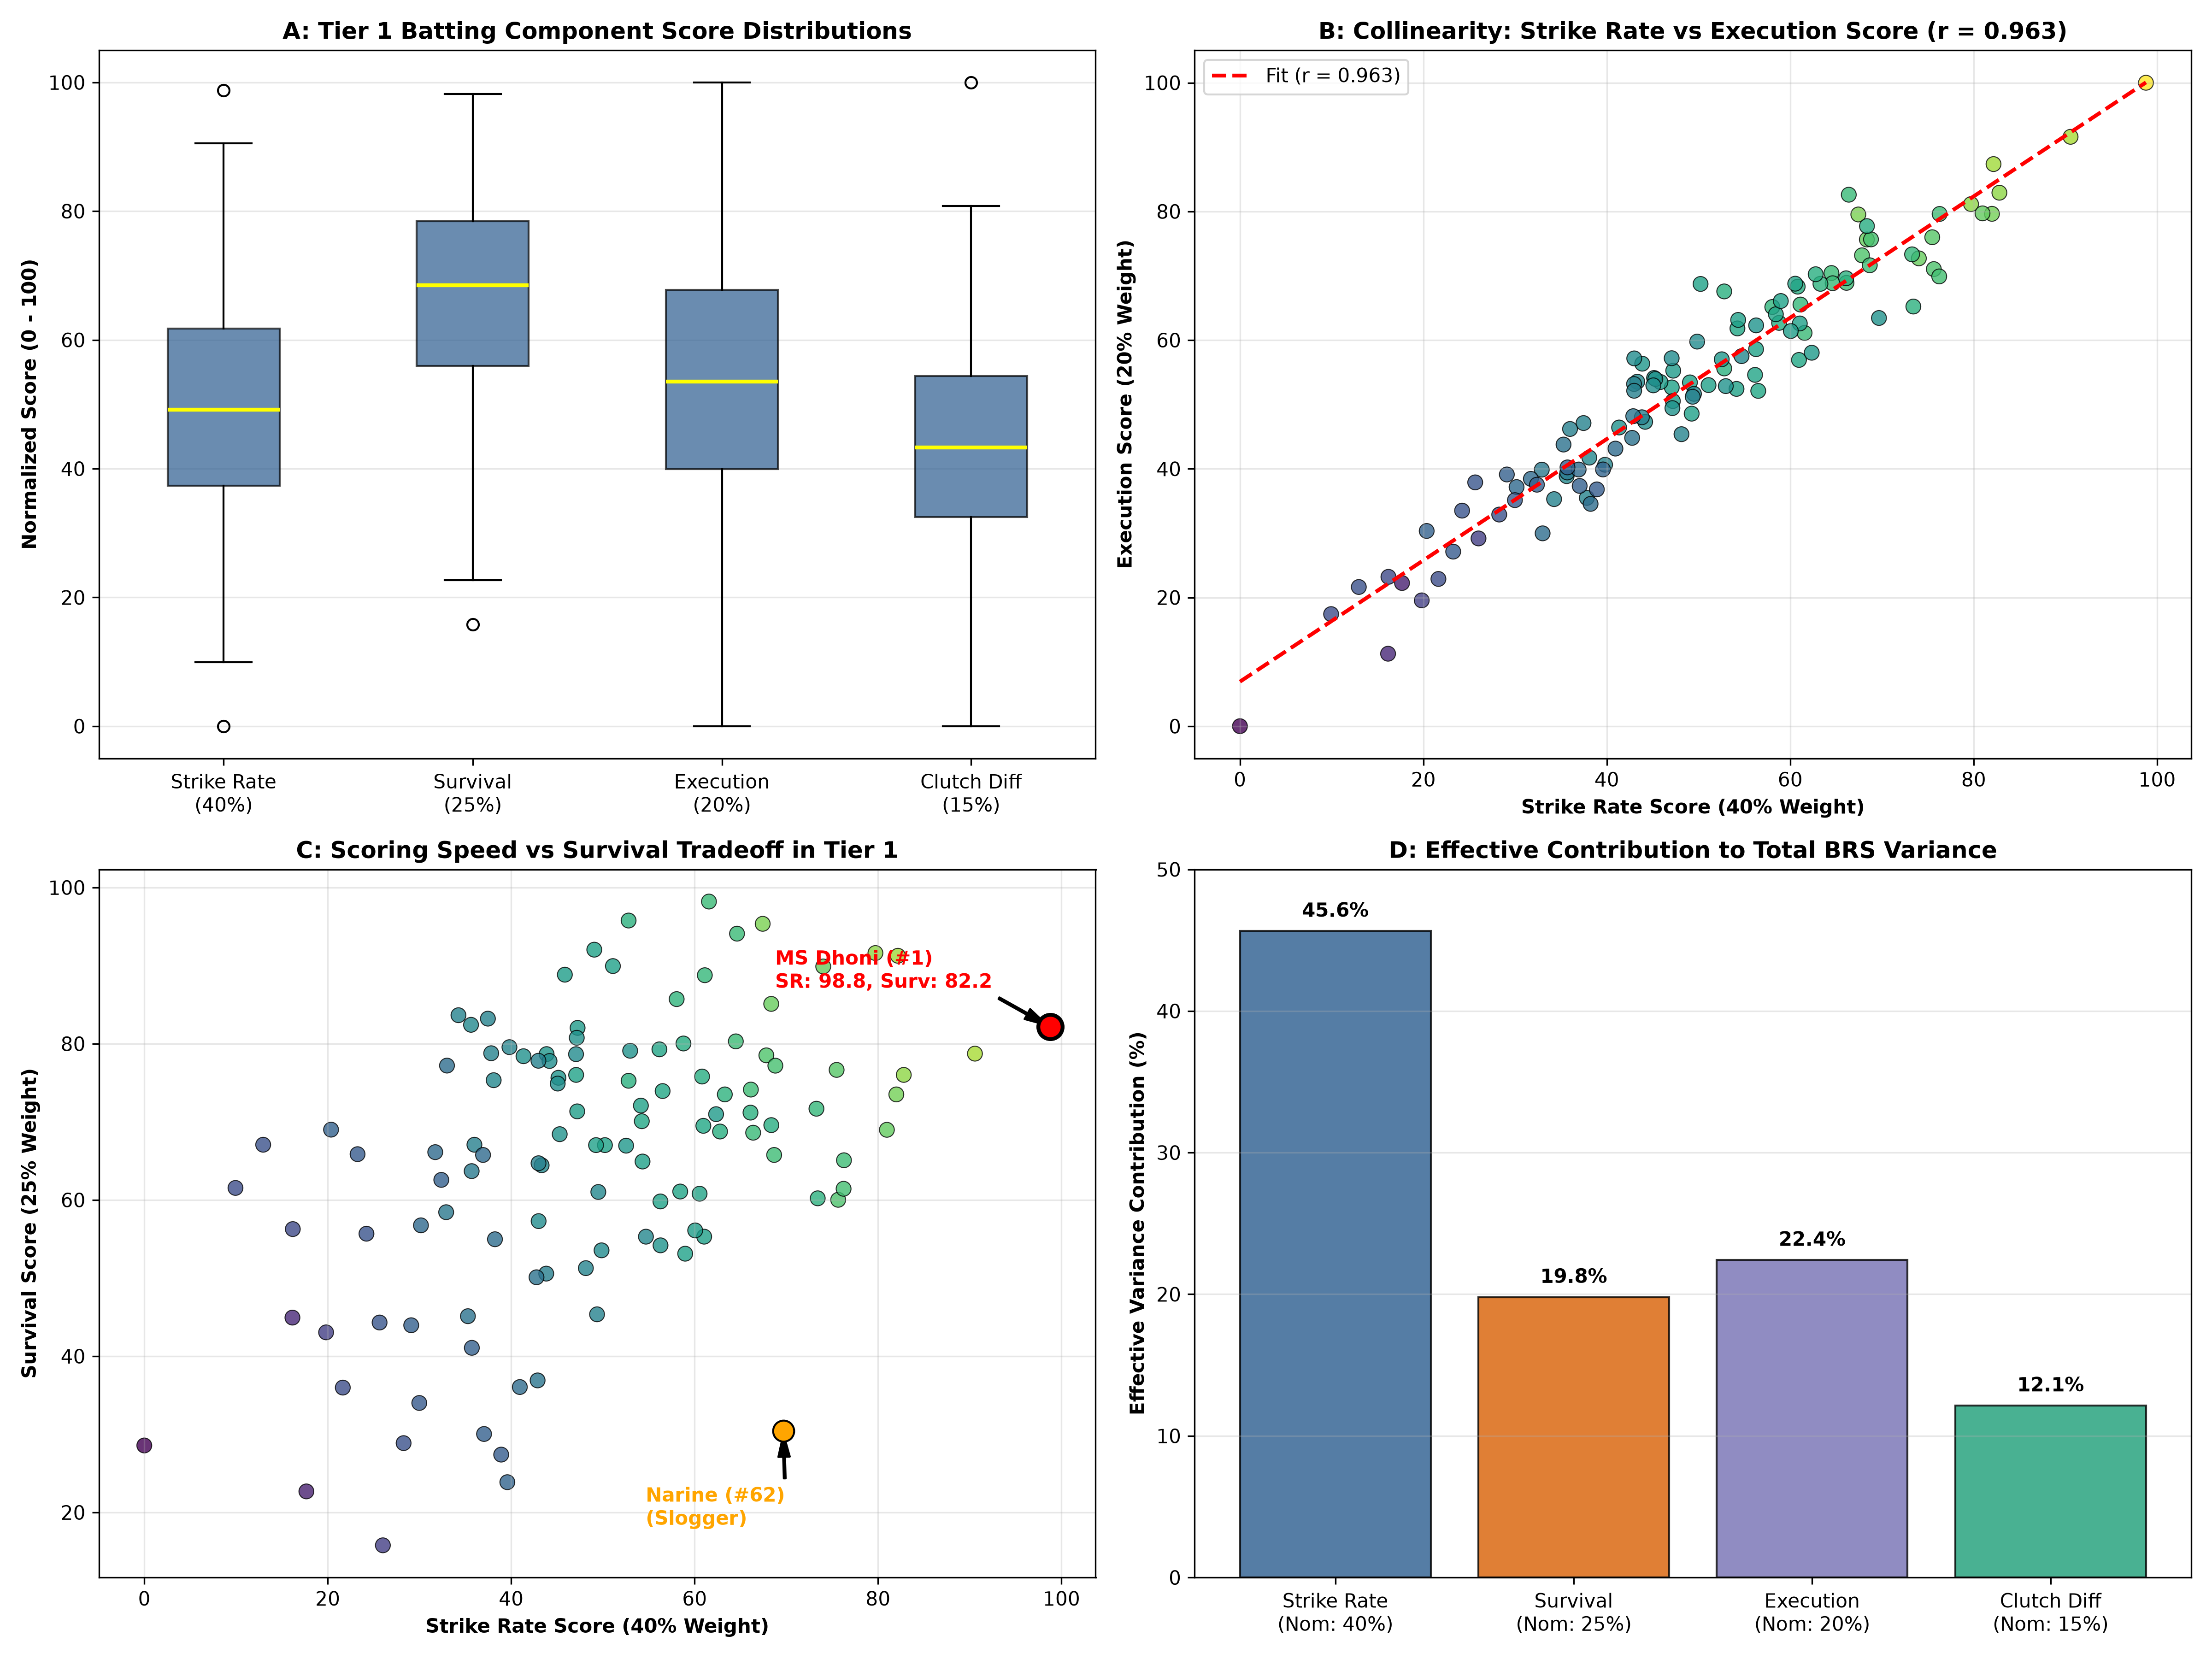 A: Tier 1 Batting Component Score Distributions
Normalized Score (0 - 100)
100
80
60
40
20
0
Strike Rate
(40%)
Survival
(25%)
Execution
(20%)
Clutch Diff
(15%)
B: Collinearity: Strike Rate vs Execution Score (r = 0.963)
Fit (r = 0.963)
Execution Score (20% Weight)
100
80
60
40
20
0
0
20
40
60
80
100
Strike Rate Score (40% Weight)
C: Scoring Speed vs Survival Tradeoff in Tier 1
Survival Score (25% Weight)
100
80
60
40
20
MS Dhoni (#1)
SR: 98.8, Surv: 82.2
Narine (#62)
(Slogger)
0
20
40
60
80
100
Strike Rate Score (40% Weight)
D: Effective Contribution to Total BRS Variance
Effective Variance Contribution (%)
50
40
30
20
10
0
45.6%
19.8%
22.4%
12.1%
Strike Rate
(Nom: 40%)
Survival
(Nom: 25%)
Execution
(Nom: 20%)
Clutch Diff
(Nom: 15%)